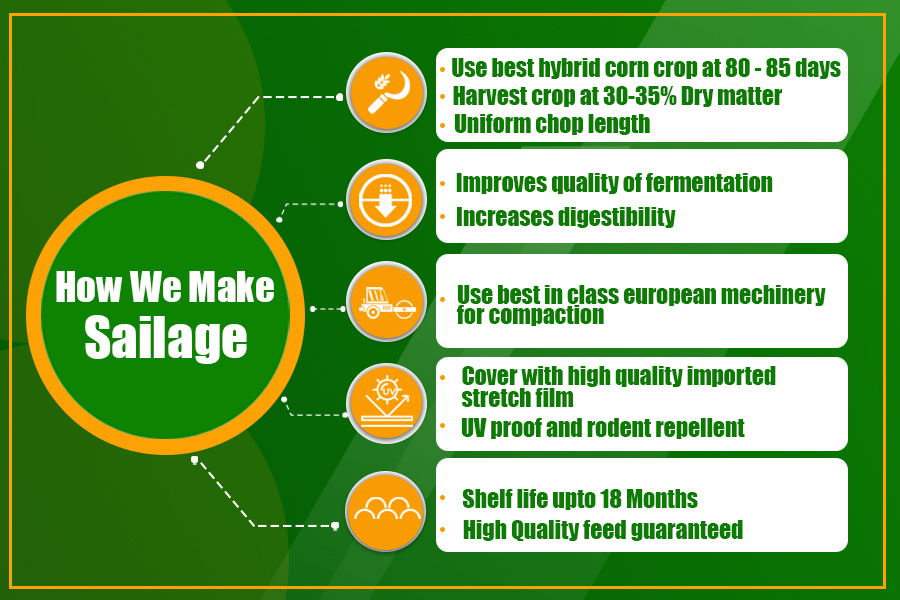 How We Make
Sailage
Use best hybrid corn crop at 80 - 85 days
Harvest crop at 30-35% Dry matter
Uniform chop length
Improves quality of fermentation
Increases digestibility
Use best in class european mechinery
for compaction
UV
Cover with high quality imported
stretch film
UV proof and rodent repellent
Shelf life upto 18 Months
High Quality feed guaranteed